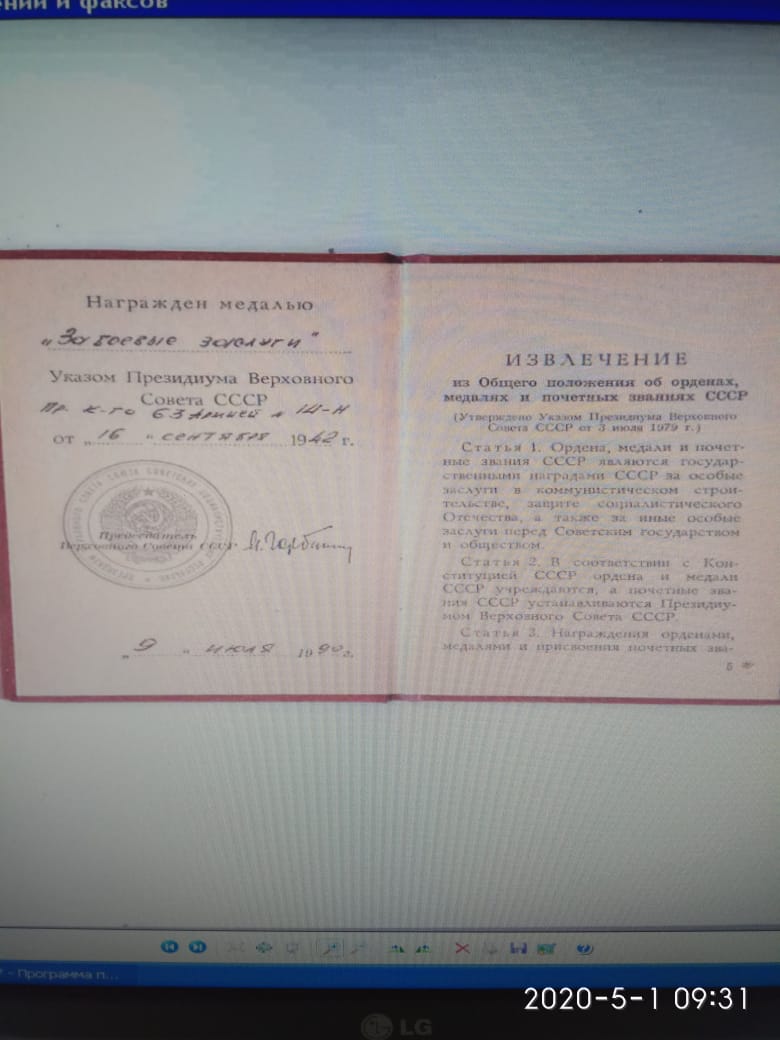 ений и факсов
Награжден медалью
„За боевые заслуги"
Указом Президиума Верховного
Совета СССР
Пр. к-го 63 Армией № 14-Н
от „ 16 " сентября 1942 г.
Председатель
Верховного Совета СССР
„ 9 " июля 1990 г.
ИЗВЛЕЧЕНИЕ
из Общего положения об орденах,
медалях и почетных званиях СССР
(Утверждено Указом Президиума Верховного
Совета СССР от 3 июля 1979 г.)
Статья 1. Ордена, медали и почет-
ные звания СССР являются государ-
ственными наградами СССР за особые
заслуги в коммунистическом строи-
тельстве, защите социалистического
Отечества, а также за иные особые
заслуги перед Советским государством
и обществом.
Статья 2. В соответствии с Кон-
ституцией СССР ордена и медали
СССР учреждаются, а почетные зва-
ния СССР устанавливаются Президиу-
мом Верховного Совета СССР.
Статья 3. Награждения орденами,
медалями и присвоения почетных зва-
5
- Программа п...
2020-5-1 09:31
LG